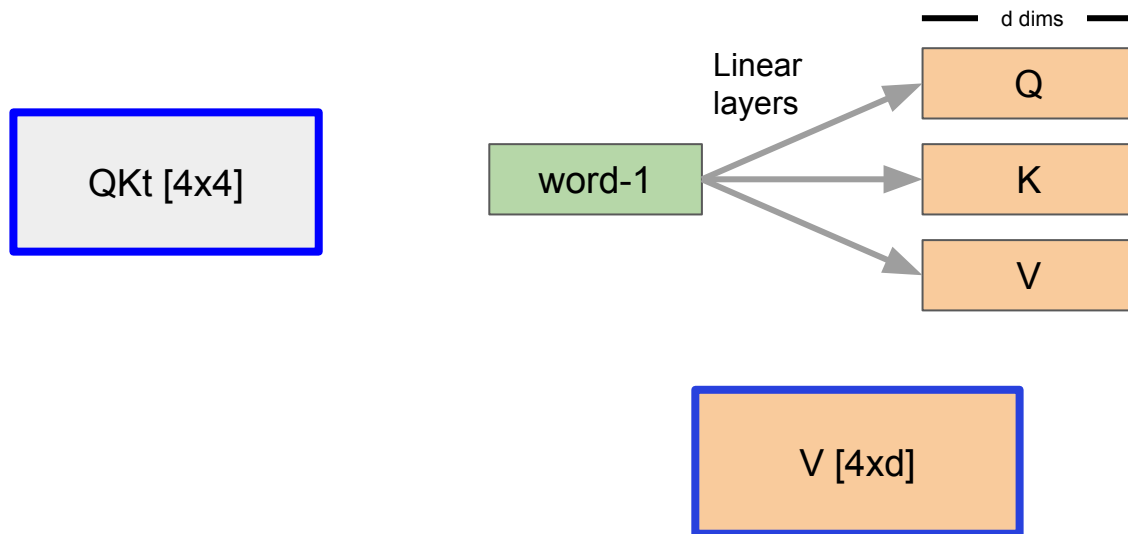 d dims
Linear
layers
Q
QKt [4x4]
word-1
K
V
V [4xd]